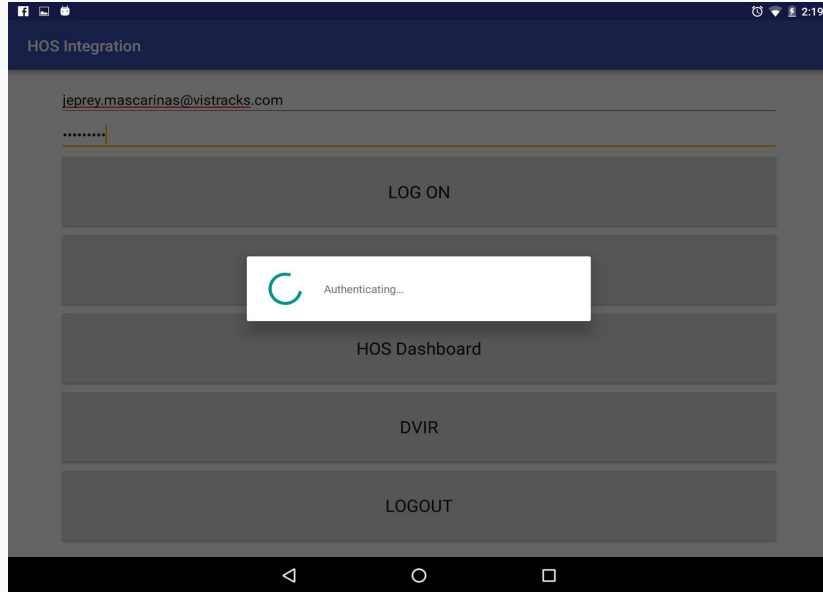 2:19
HOS Integration
jeprey.mascarinas@vistracks.com
•••••••••
LOG ON
Authenticating...
HOS Dashboard
DVIR
LOGOUT